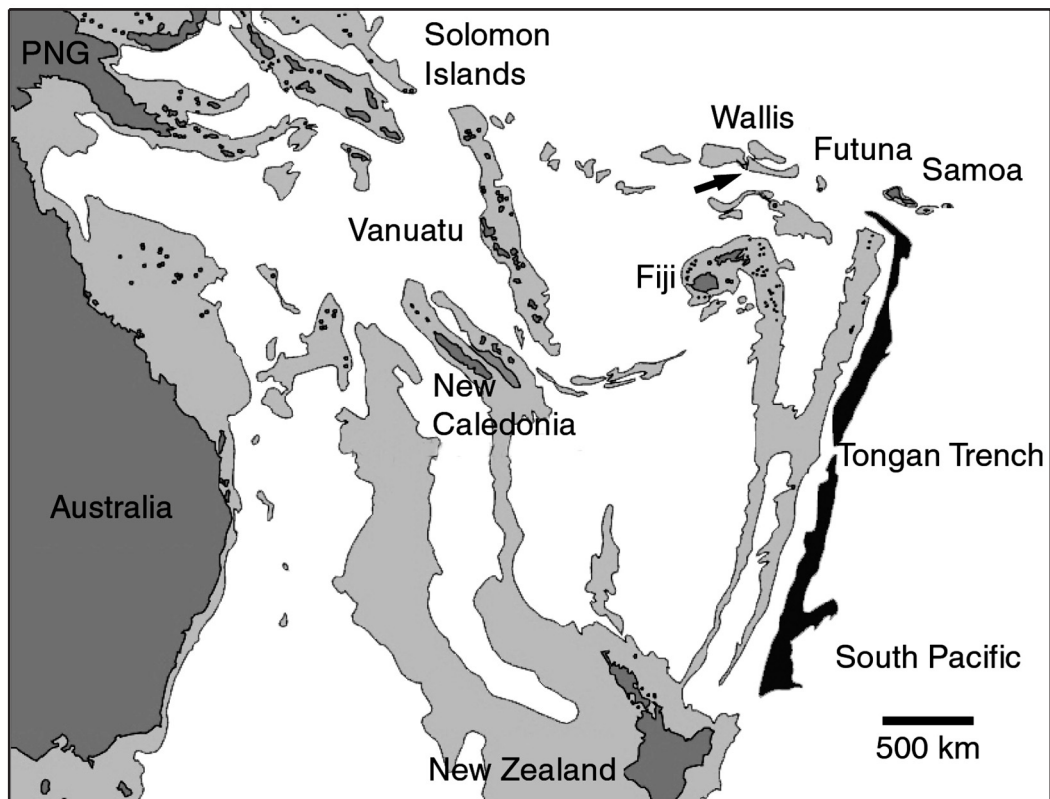 PNG
Solomon
Islands
Wallis
Futuna
Samoa
Vanuatu
Fiji
New
Caledonia
Tongan Trench
Australia
South Pacific
500 km
New Zealand